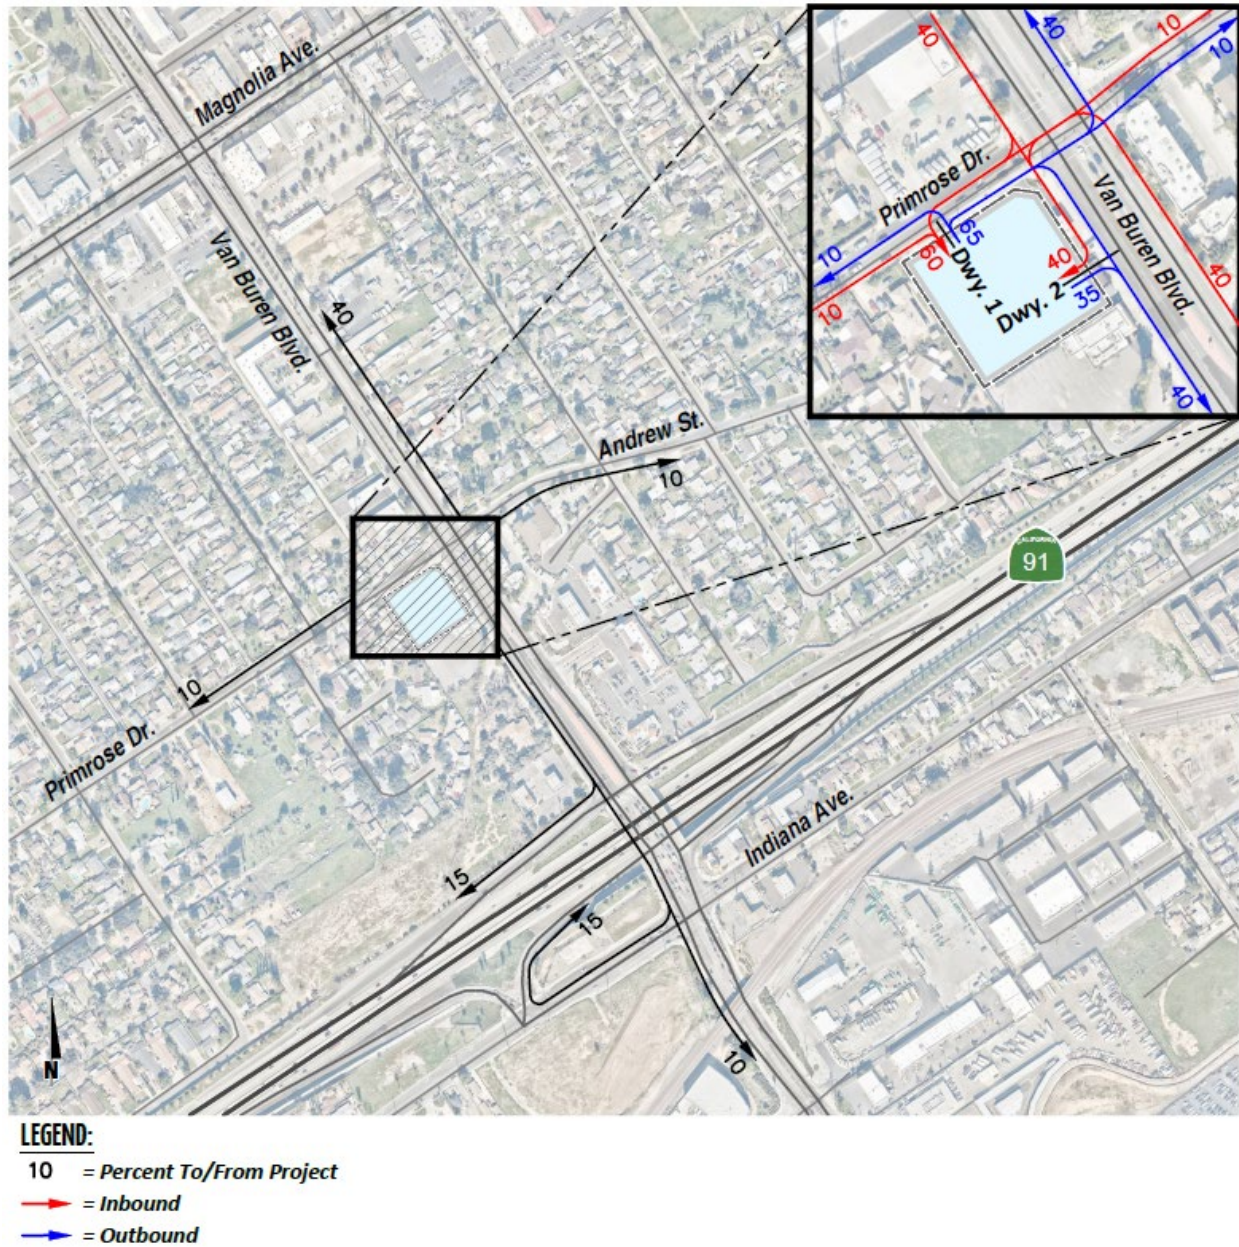 Magnolia Ave.
40
10
40
10
Primrose Dr.
Van Buren Blvd.
65
60
10
10
Dwy. 1
40
Dwy. 2
35
40
40
Van Buren Blvd.
40
Andrew St.
10
CALIFORNIA
91
10
Primrose Dr.
Indiana Ave.
15
15
10
N
LEGEND:
10 = Percent To/From Project
= Inbound
= Outbound